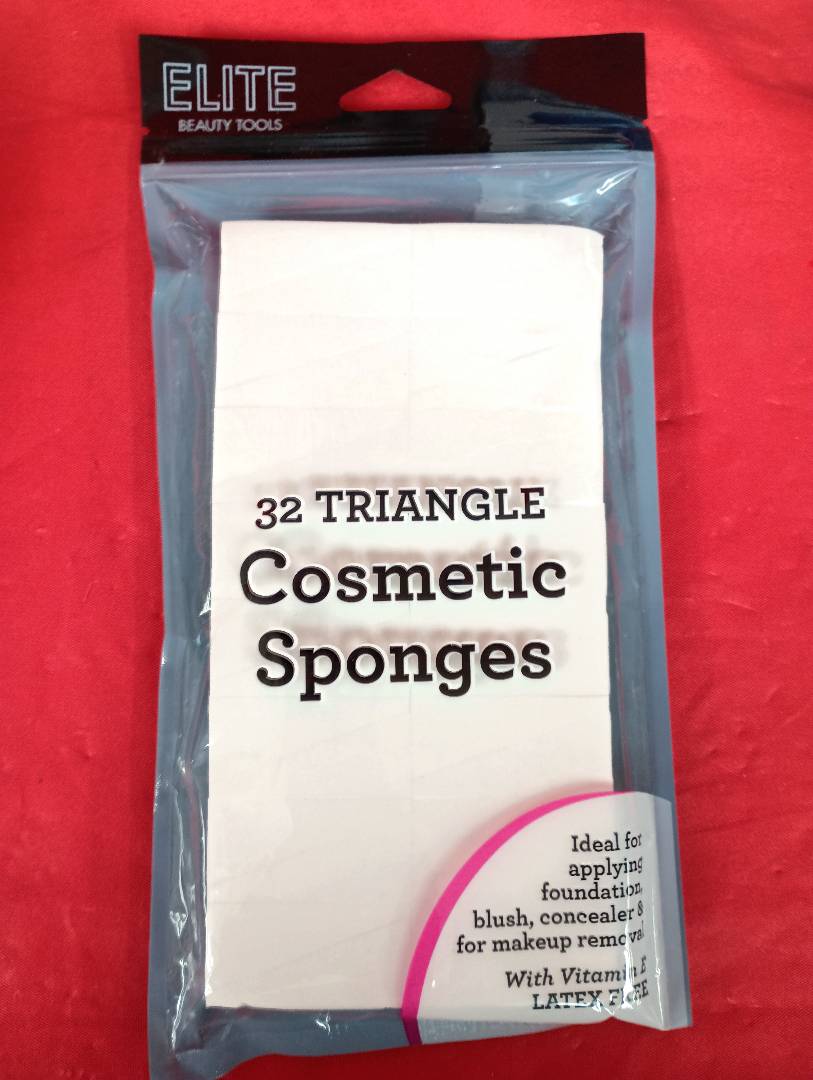 ELITE
BEAUTY TOOLS
32 TRIANGLE
Cosmetic
Sponges
Ideal for
applying
foundation,
blush, concealer &
for makeup removal
With Vitamin E
LATEX FREE